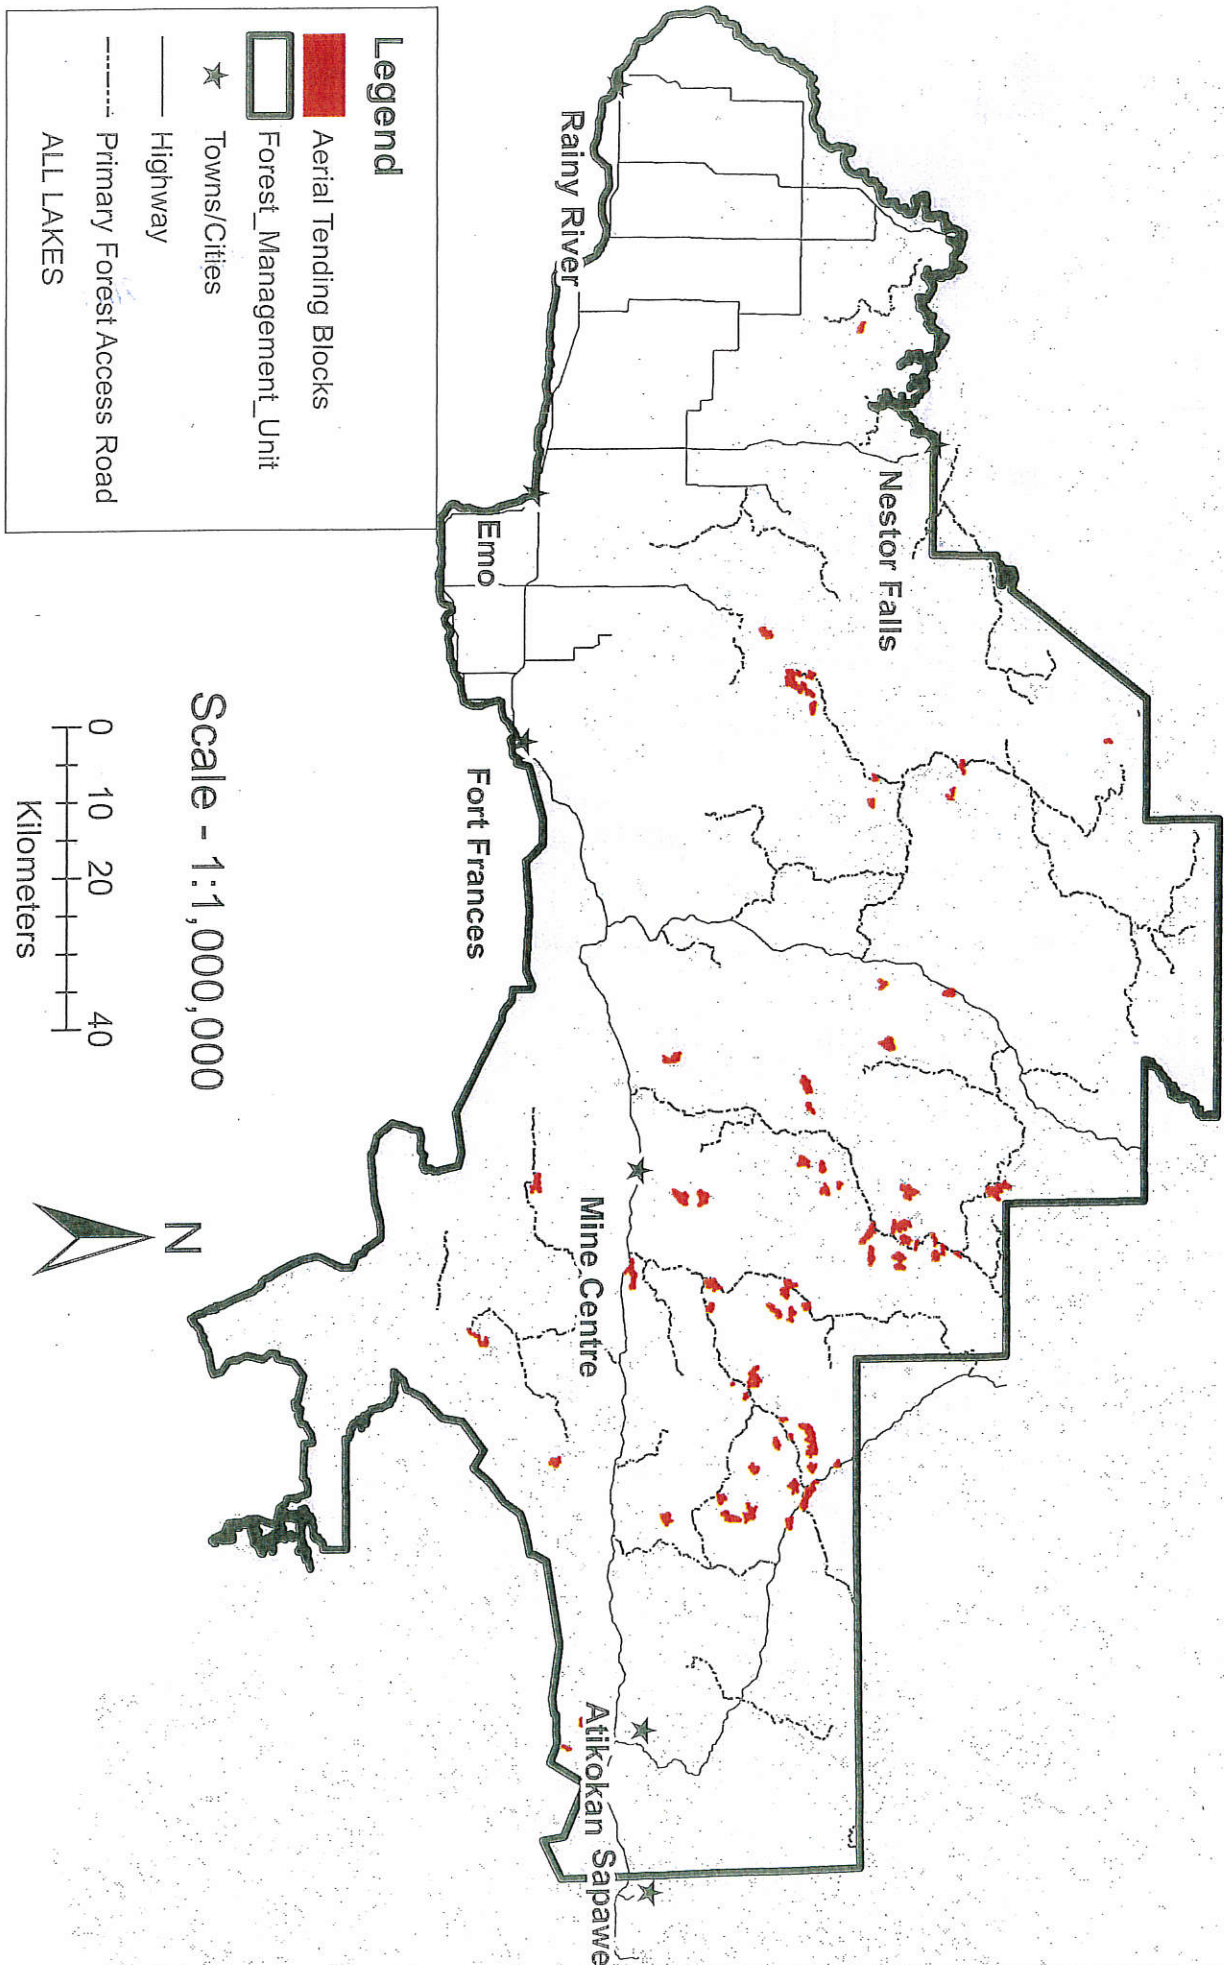 Nestor Falls
Rainy River
Emo
Fort Frances
Mine Centre
Atikokan
Sapawe
Legend
Aerial Tending Blocks
Forest_Management_Unit
Towns/Cities
Highway
Primary Forest Access Road
ALL LAKES
Scale - 1:1,000,000
0 10 20 40
Kilometers
N